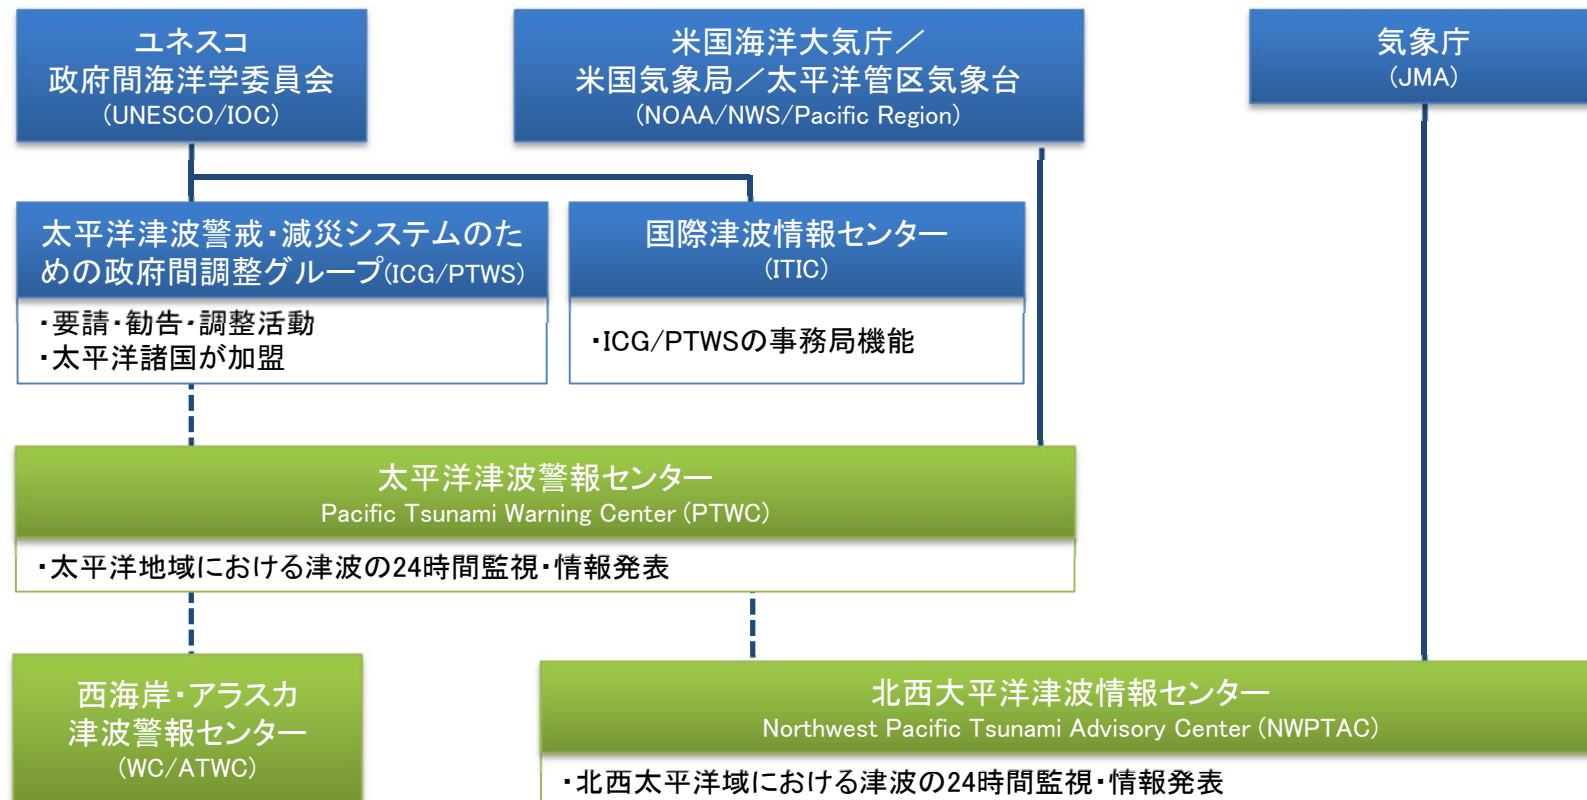 ユネスコ
政府間海洋学委員会
(UNESCO/IOC)
米国海洋大気庁／
米国気象局／太平洋管区気象台
(NOAA/NWS/Pacific Region)
気象庁
(JMA)
太平洋津波警戒・減災システムのた
めの政府間調整グループ(ICG/PTWS)
・要請・勧告・調整活動
・太平洋諸国が加盟
国際津波情報センター
(ITIC)
・ICG/PTWSの事務局機能
太平洋津波警報センター
Pacific Tsunami Warning Center (PTWC)
・太平洋地域における津波の24時間監視・情報発表
西海岸・アラスカ
津波警報センター
(WC/ATWC)
北西太平洋津波情報センター
Northwest Pacific Tsunami Advisory Center (NWPTAC)
・北西太平洋域における津波の24時間監視・情報発表